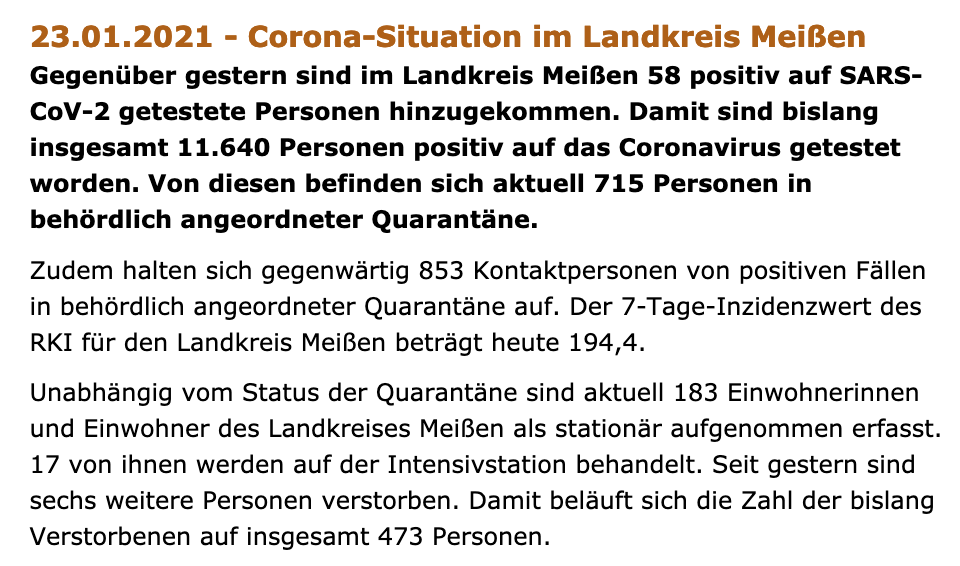 23.01.2021 - Corona-Situation im Landkreis Meißen
Gegenüber gestern sind im Landkreis Meißen 58 positiv auf SARS-
CoV-2 getestete Personen hinzugekommen. Damit sind bislang
insgesamt 11.640 Personen positiv auf das Coronavirus getestet
worden. Von diesen befinden sich aktuell 715 Personen in
behördlich angeordneter Quarantäne.
Zudem halten sich gegenwärtig 853 Kontaktpersonen von positiven Fällen
in behördlich angeordneter Quarantäne auf. Der 7-Tage-Inzidenzwert des
RKI für den Landkreis Meißen beträgt heute 194,4.
Unabhängig vom Status der Quarantäne sind aktuell 183 Einwohnerinnen
und Einwohner des Landkreises Meißen als stationär aufgenommen erfasst.
17 von ihnen werden auf der Intensivstation behandelt. Seit gestern sind
sechs weitere Personen verstorben. Damit beläuft sich die Zahl der bislang
Verstorbenen auf insgesamt 473 Personen.